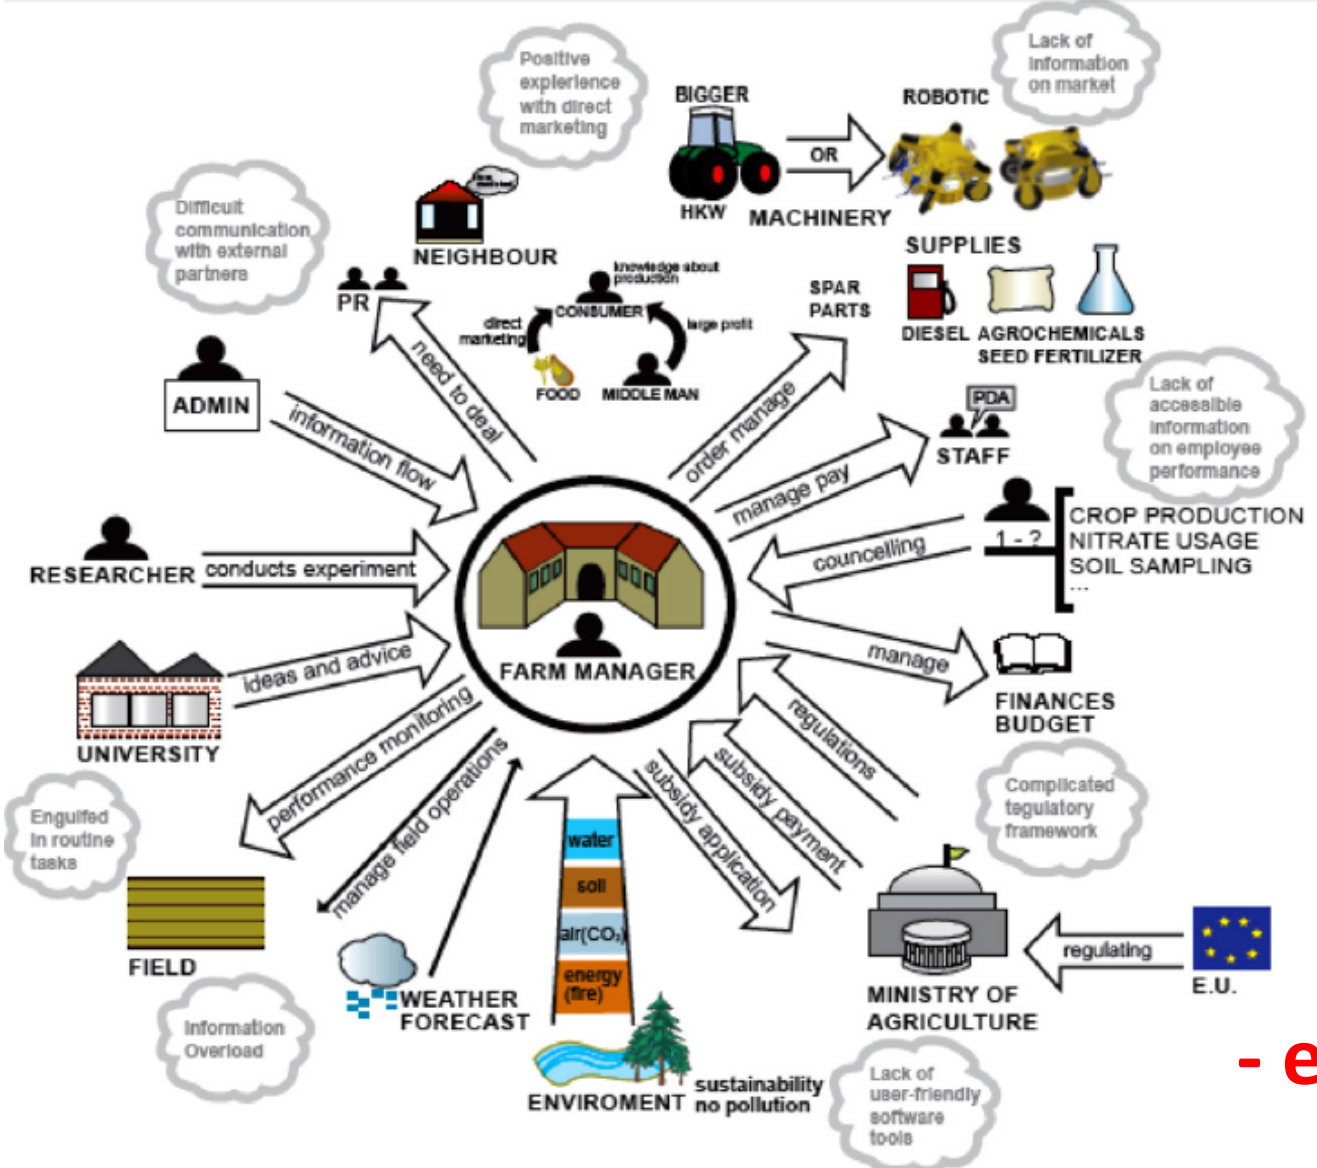 Positive
experience
with direct
marketing
Lack of
information
on market
BIGGER
ROBOTIC
OR
HKW
MACHINERY
Difficult
communication
with external
partners
NEIGHBOUR
PR
knowledge about
production
CONSUMER
direct
marketing
large profit
FOOD
MIDDLE MAN
SUPPLIES
SPAR
PARTS
DIESEL
AGROCHEMICALS
SEED FERTILIZER
need to deal
order manage
ADMIN
information flow
PDA
STAFF
manage pay
Lack of
accessible
information
on employee
performance
RESEARCHER
conducts experiment
councelling
1 - ?
CROP PRODUCTION
NITRATE USAGE
SOIL SAMPLING
...
FARM MANAGER
UNIVERSITY
ideas and advice
manage
FINANCES
BUDGET
performance monitoring
manage field operations
regulations
subsidy payment
subsidy application
Engulfed
in routine
tasks
Complicated
tegulatory
framework
FIELD
Information
Overload
WEATHER
FORECAST
water
soil
air(CO₂)
energy
(fire)
ENVIROMENT
sustainability
no pollution
MINISTRY OF
AGRICULTURE
regulating
E.U.
Lack of
user-friendly
software
tools
- e